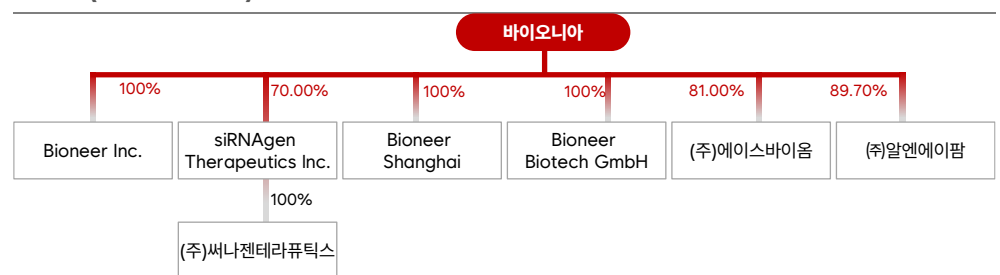 바이오니아
100%
70.00%
100%
100%
81.00%
89.70%
Bioneer Inc.
siRNAgen
Therapeutics Inc.
Bioneer
Shanghai
Bioneer
Biotech GmbH
(주)에이스바이옴
㈜알엔에이팜
100%
(주)써나젠테라퓨틱스